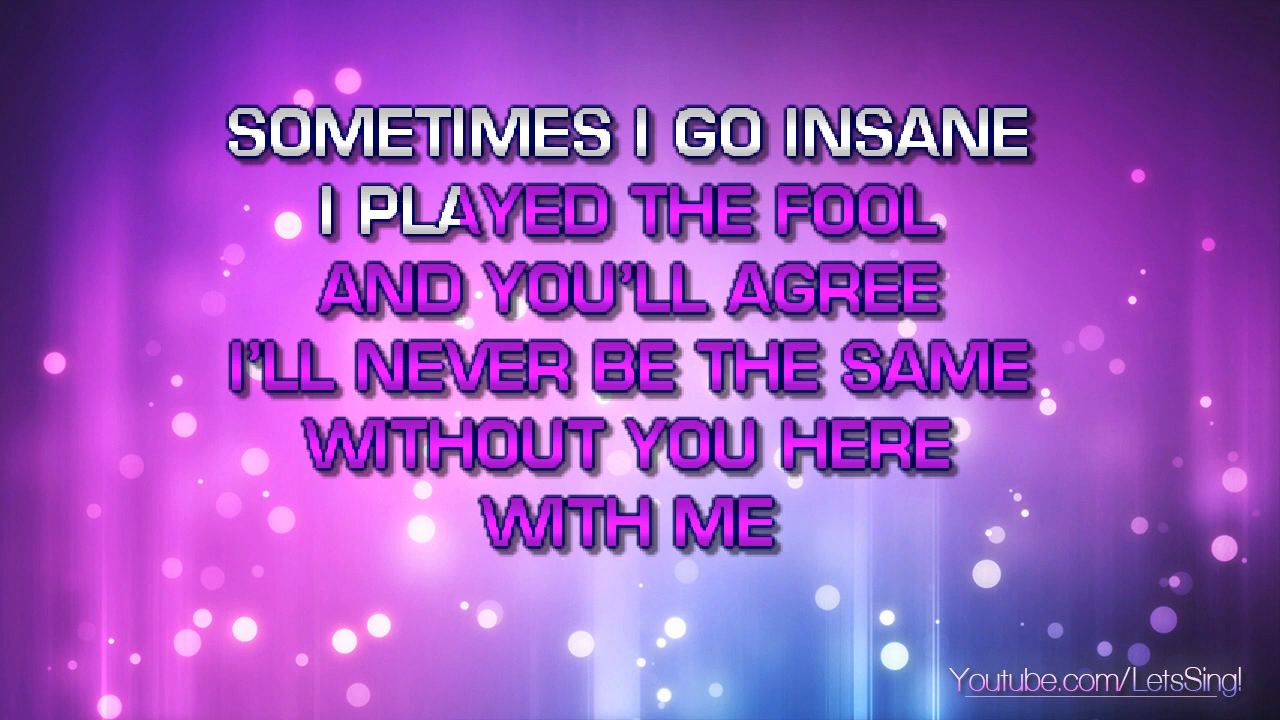 SOMETIMES I GO INSANE
I PLAYED THE FOOL
AND YOU'LL AGREE
I'LL NEVER BE THE SAME
WITHOUT YOU HERE
WITH ME
Youtube.com/LetsSing!